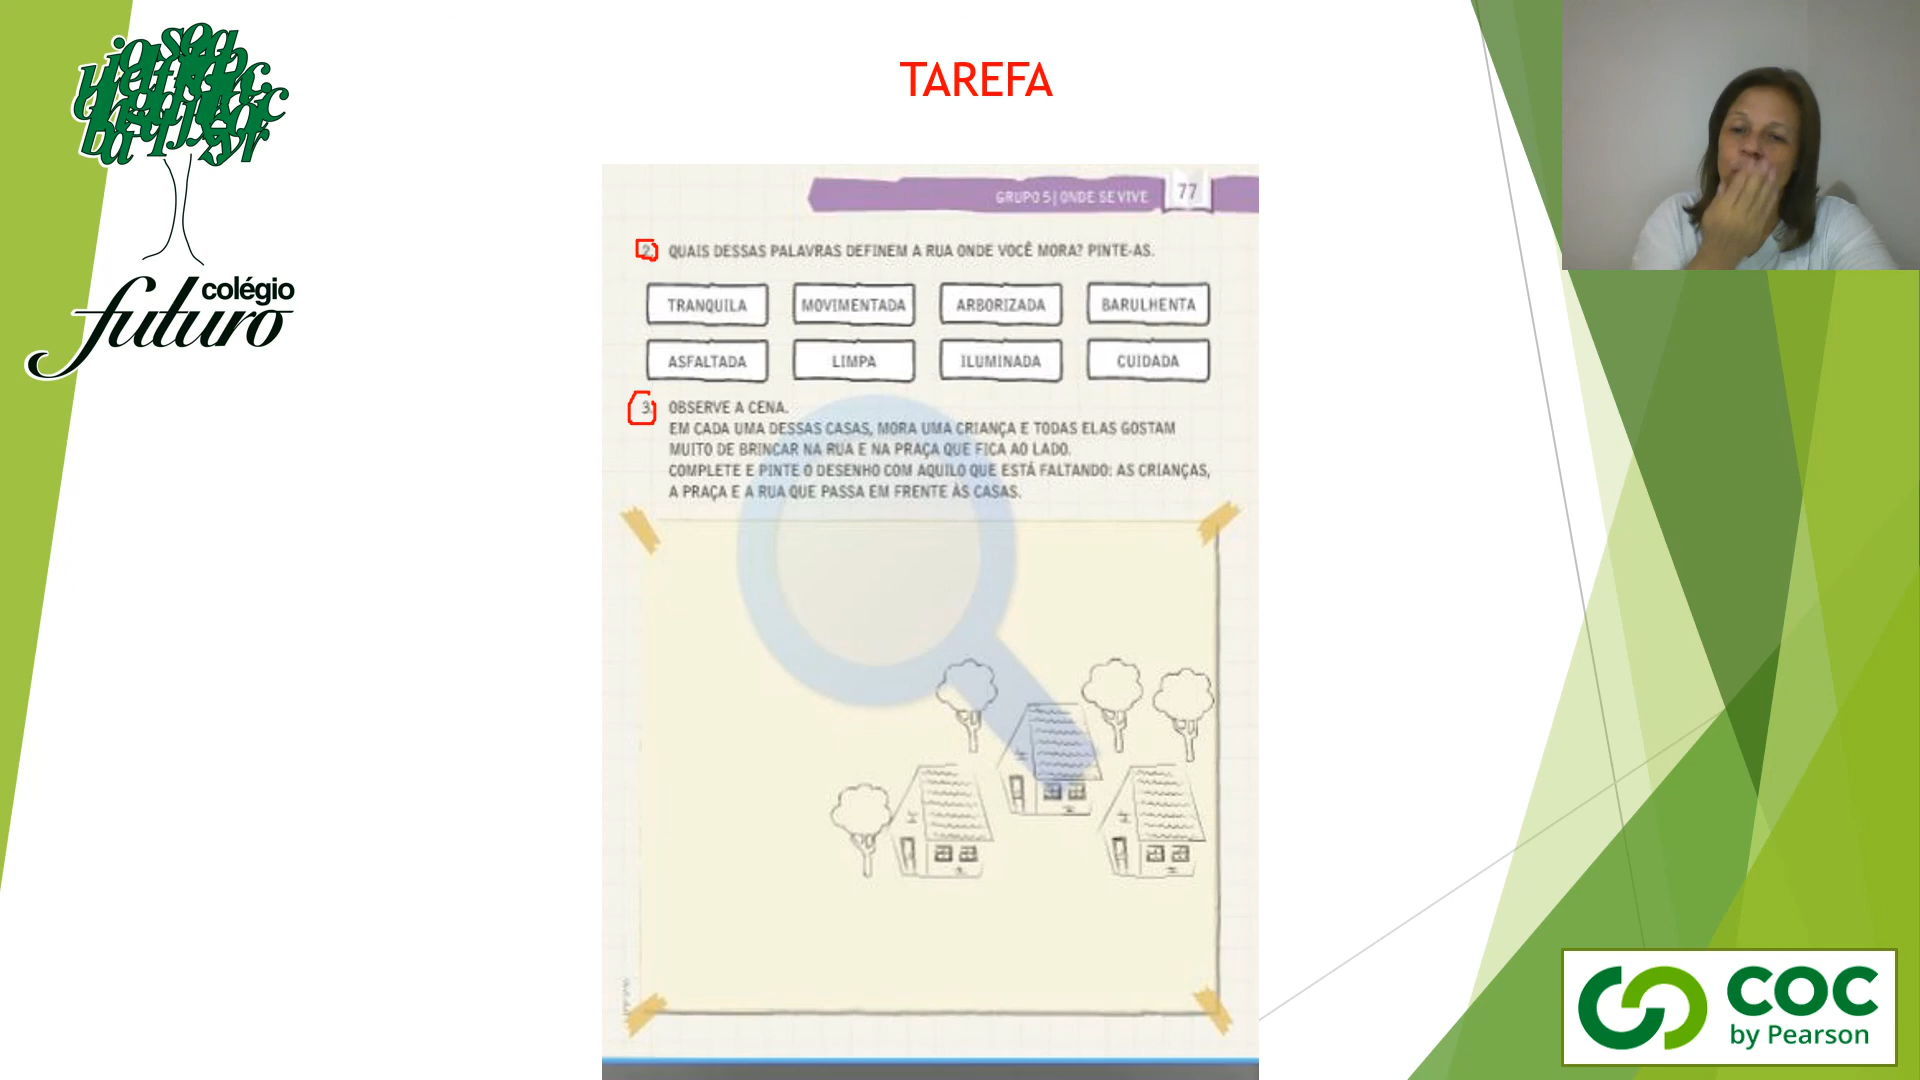 TAREFA
colégio
futuro
GRUPO 5 | ONDE SE VIVE 77
2. QUAIS DESSAS PALAVRAS DEFINEM A RUA ONDE VOCÊ MORA? PINTE-AS.
TRANQUILA MOVIMENTADA ARBORIZADA BARULHENTA
ASFALTADA LIMPA ILUMINADA CUIDADA
3. OBSERVE A CENA.
EM CADA UMA DESSAS CASAS, MORA UMA CRIANÇA E TODAS ELAS GOSTAM
MUITO DE BRINCAR NA RUA E NA PRAÇA QUE FICA AO LADO.
COMPLETE E PINTE O DESENHO COM AQUILO QUE ESTÁ FALTANDO: AS CRIANÇAS,
A PRAÇA E A RUA QUE PASSA EM FRENTE ÀS CASAS.
COC
by Pearson